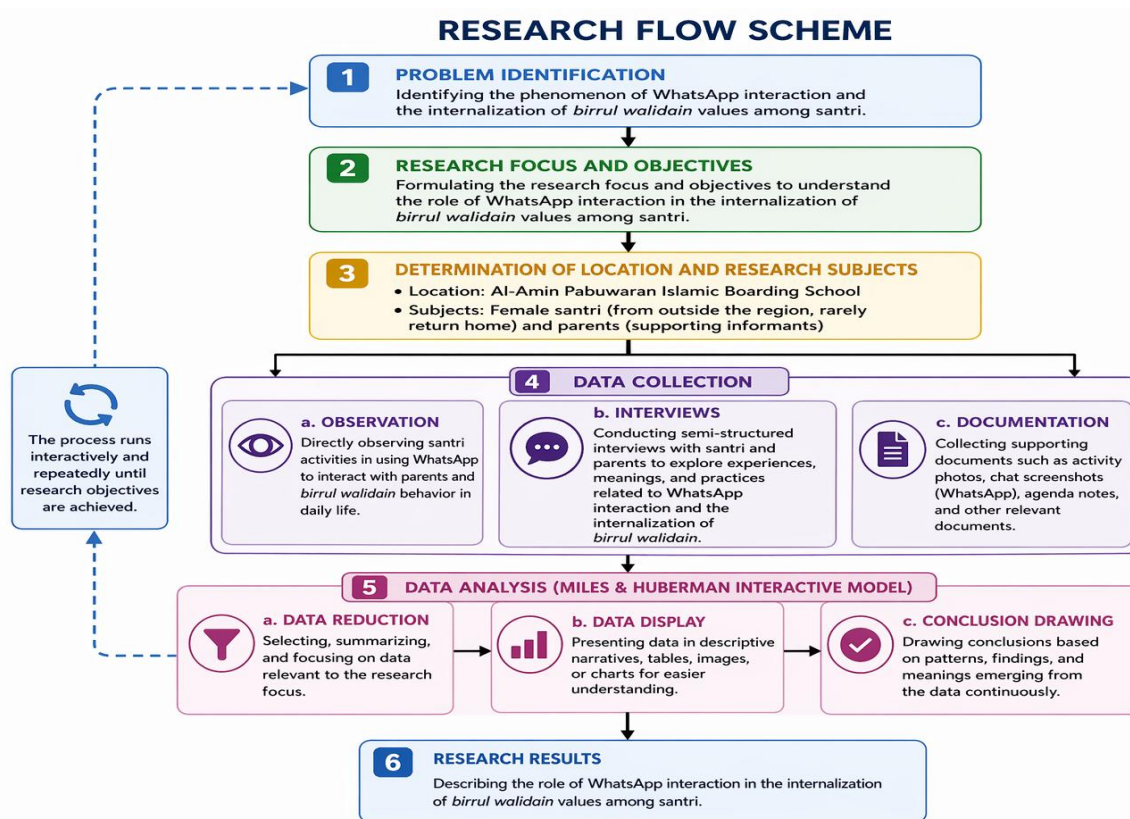 RESEARCH FLOW SCHEME
1
PROBLEM IDENTIFICATION
Identifying the phenomenon of WhatsApp interaction and
the internalization of birrul walidain values among santri.
2
RESEARCH FOCUS AND OBJECTIVES
Formulating the research focus and objectives to understand
the role of WhatsApp interaction in the internalization of
birrul walidain values among santri.
3
DETERMINATION OF LOCATION AND RESEARCH SUBJECTS
• Location: Al-Amin Pabuwaran Islamic Boarding School
• Subjects: Female santri (from outside the region, rarely
return home) and parents (supporting informants)
The process runs
interactively and
repeatedly until
research objectives
are achieved.
4 DATA COLLECTION
a. OBSERVATION
Directly observing santri
activities in using WhatsApp
to interact with parents and
birrul walidain behavior in
daily life.
b. INTERVIEWS
Conducting semi-structured
interviews with santri and
parents to explore experiences,
meanings, and practices
related to WhatsApp
interaction and the
internalization of
birrul walidain.
c. DOCUMENTATION
Collecting supporting
documents such as activity
photos, chat screenshots
(WhatsApp), agenda notes,
and other relevant
documents.
5 DATA ANALYSIS (MILES & HUBERMAN INTERACTIVE MODEL)
a. DATA REDUCTION
Selecting, summarizing,
and focusing on data
relevant to the research
focus.
b. DATA DISPLAY
Presenting data in descriptive
narratives, tables, images,
or charts for easier
understanding.
c. CONCLUSION DRAWING
Drawing conclusions based
on patterns, findings, and
meanings emerging from
the data continuously.
6
RESEARCH RESULTS
Describing the role of WhatsApp interaction in the internalization
of birrul walidain values among santri.